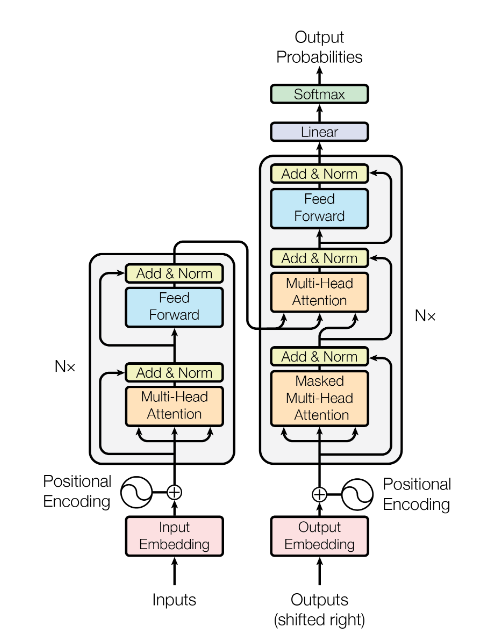 Output
Probabilities
Softmax
Linear
Add & Norm
Feed
Forward
Add & Norm
Multi-Head
Attention
Add & Norm
Masked
Multi-Head
Attention
N×
Positional
Encoding
Output
Embedding
Outputs
(shifted right)
Add & Norm
Feed
Forward
Add & Norm
Multi-Head
Attention
N×
Positional
Encoding
Input
Embedding
Inputs